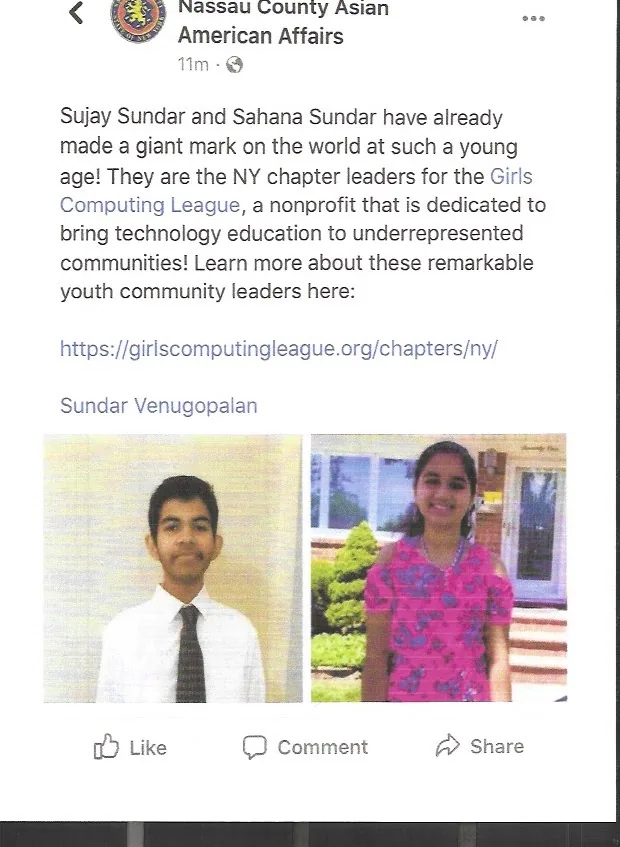 Nassau County Asian
American Affairs
11m ·
Sujay Sundar and Sahana Sundar have already
made a giant mark on the world at such a young
age! They are the NY chapter leaders for the Girls
Computing League, a nonprofit that is dedicated to
bring technology education to underrepresented
communities! Learn more about these remarkable
youth community leaders here:
https://girlscomputingleague.org/chapters/ny/
Sundar Venugopalan
Like Comment Share